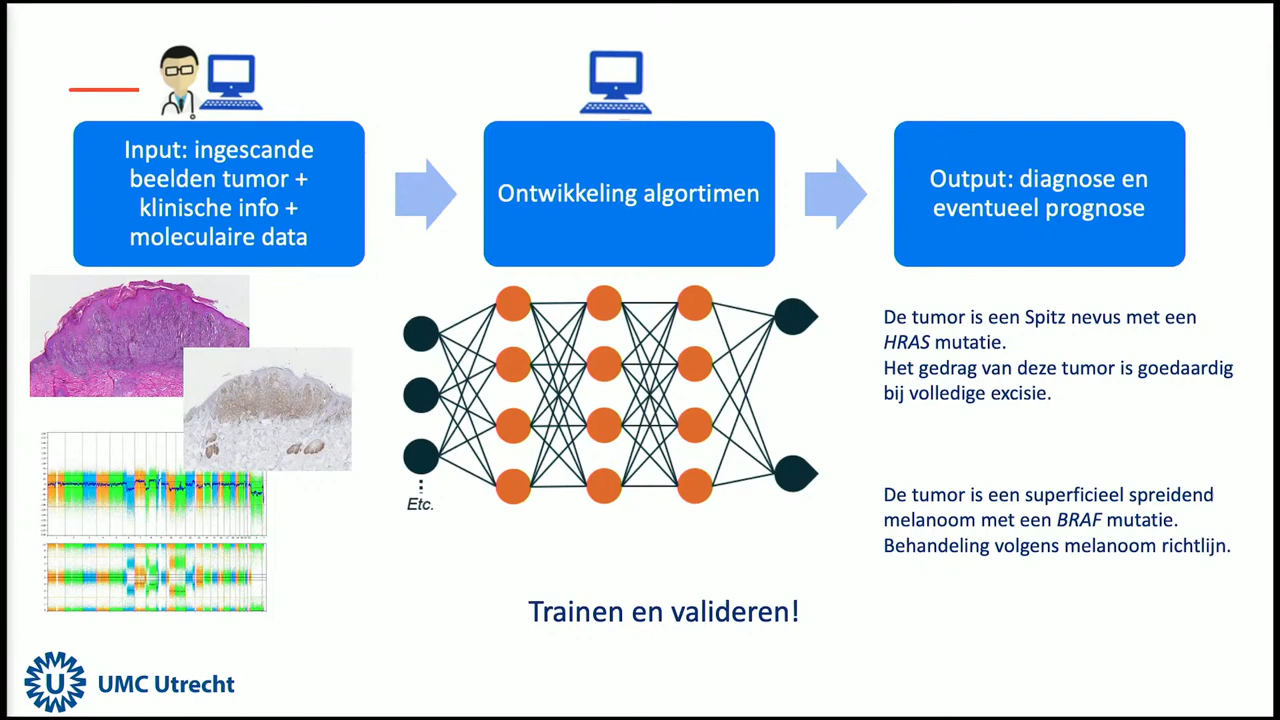 Input: ingescande
beelden tumor +
klinische info +
moleculaire data
Ontwikkeling algortimen
Output: diagnose en
eventueel prognose
De tumor is een Spitz nevus met een
HRAS mutatie.
Het gedrag van deze tumor is goedaardig
bij volledige excisie.
Etc.
De tumor is een superficieel spreidend
melanoom met een BRAF mutatie.
Behandeling volgens melanoom richtlijn.
Trainen en valideren!
U
UMC Utrecht